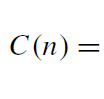 C(n) =